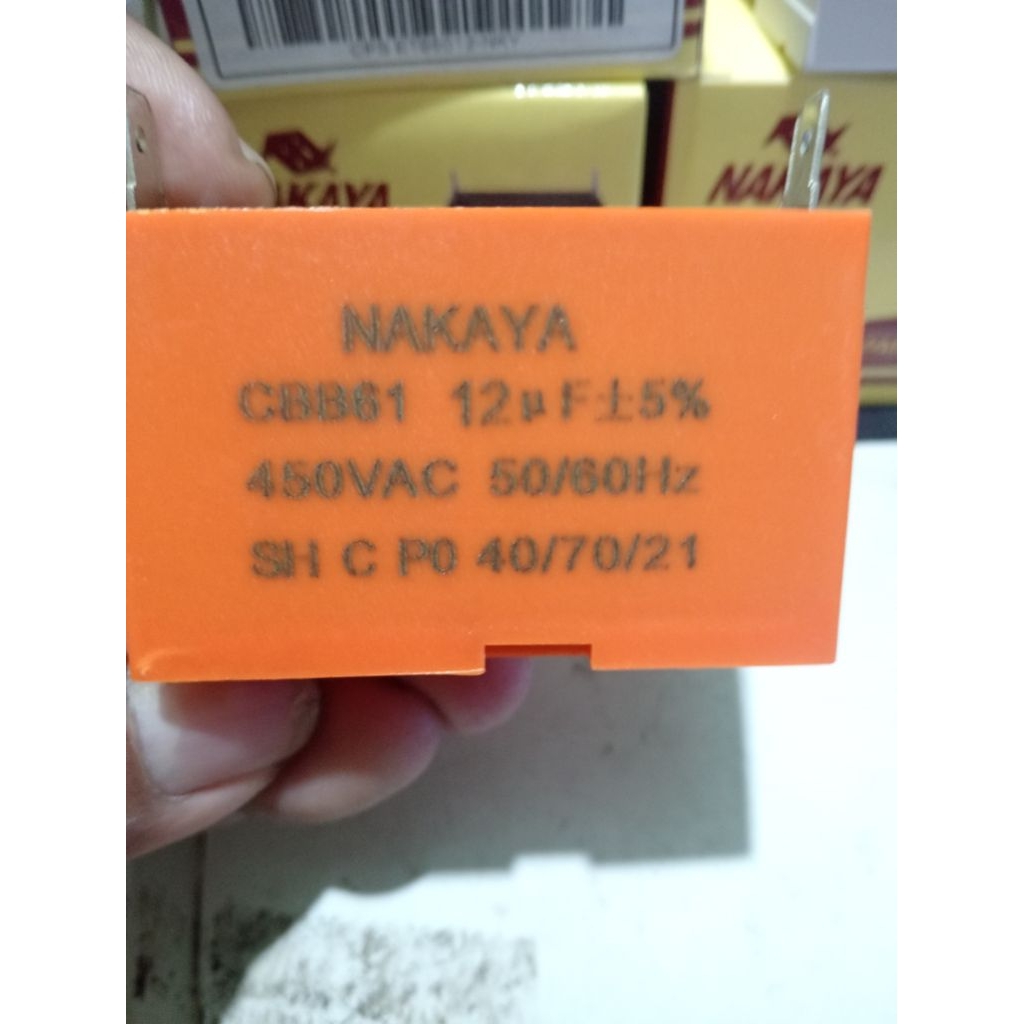 NAKAYA
NAKAYA
NAKAYA
CBB61 12μF±5%
450VAC 50/60Hz
SH C P0 40/70/21